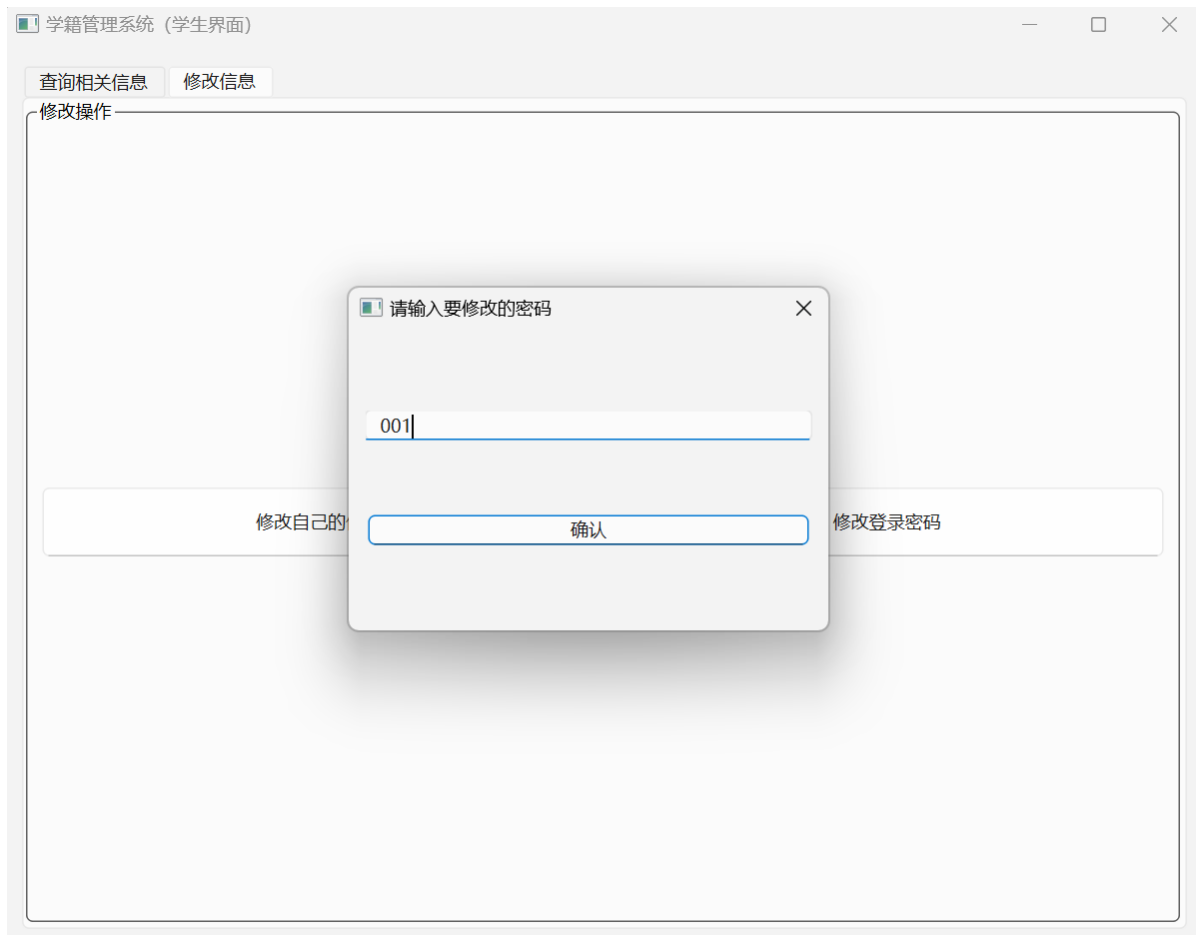 学籍管理系统（学生界面）
查询相关信息
修改信息
修改操作
请输入要修改的密码
001
确认
修改自己的
修改登录密码